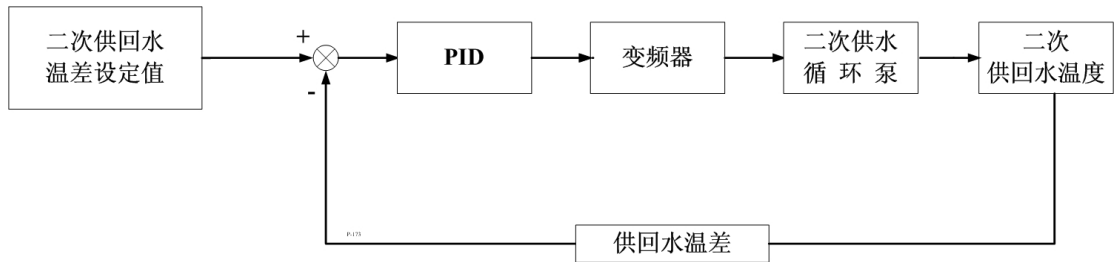 二次供回水
温差设定值
+
-
PID
变频器
二次供水
循 环 泵
二次
供回水温度
P-173
供回水温差